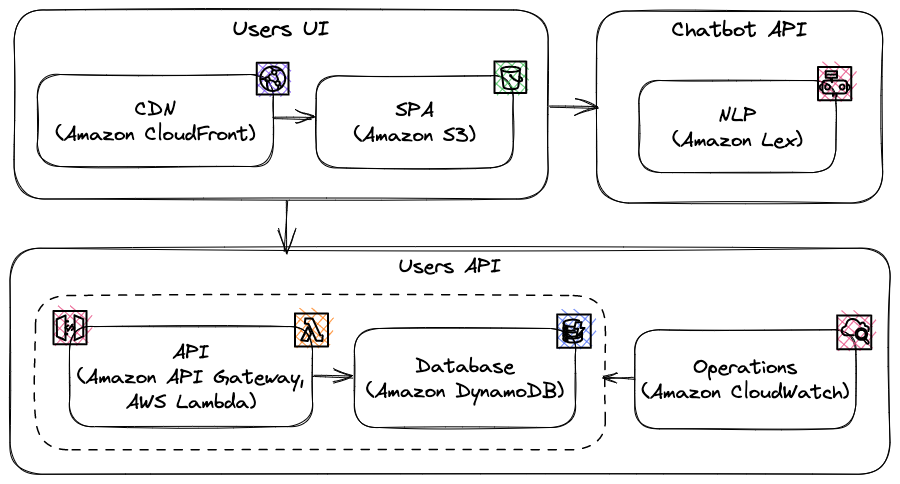 Users UI
CDN
(Amazon CloudFront)
SPA
(Amazon S3)
Chatbot API
NLP
(Amazon Lex)
Users API
API
(Amazon API Gateway,
AWS Lambda)
Database
(Amazon DynamoDB)
Operations
(Amazon CloudWatch)